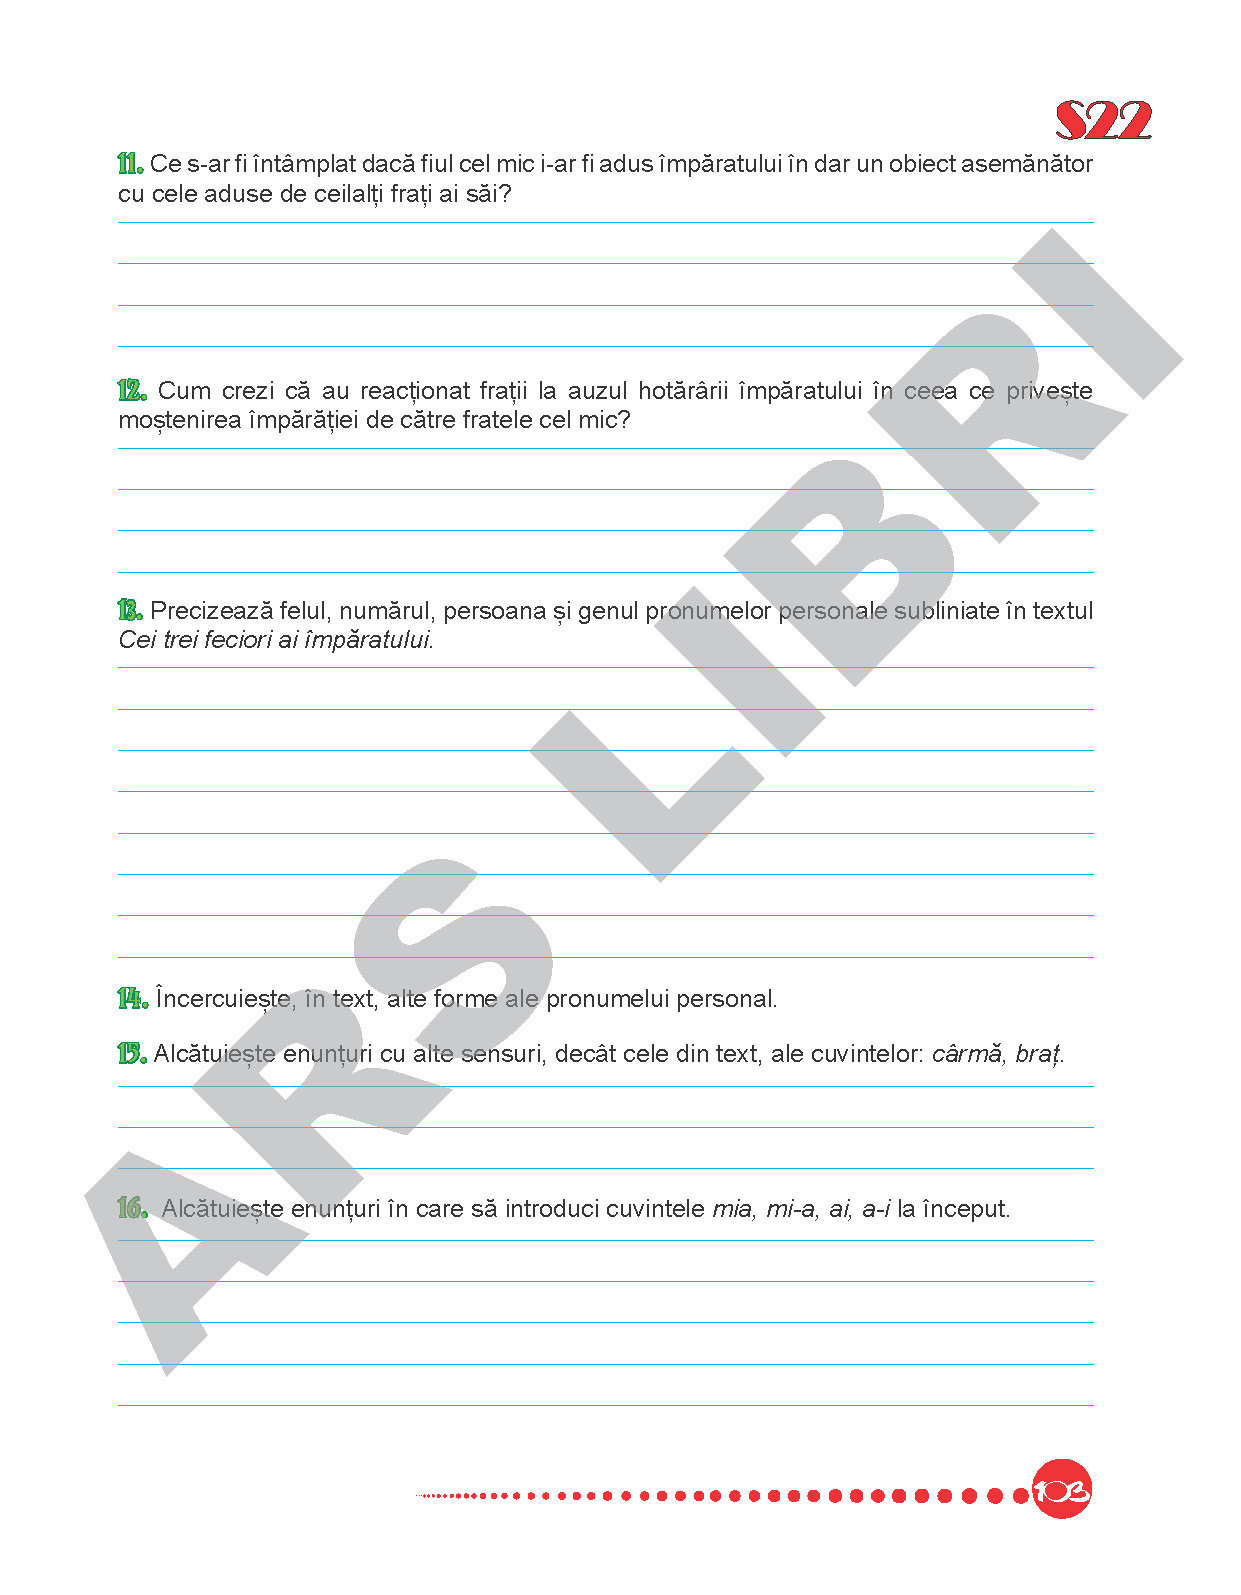 S22
11. Ce s-ar fi întâmplat dacă fiul cel mic i-ar fi adus împăratului în dar un obiect asemănător
cu cele aduse de ceilalți frați ai săi?
12. Cum crezi că au reacționat frații la auzul hotărârii împăratului în ceea ce privește
moștenirea împărăției de către fratele cel mic?
13. Precizează felul, numărul, persoana și genul pronumelor personale subliniate în textul
Cei trei feciori ai împăratului.
14. Încercuiește, în text, alte forme ale pronumelui personal.
15. Alcătuiește enunțuri cu alte sensuri, decât cele din text, ale cuvintelor: cârmă, braț.
16. Alcătuiește enunțuri în care să introduci cuvintele mia, mi-a, ai, a-i la început.
103
ARS LIBRI